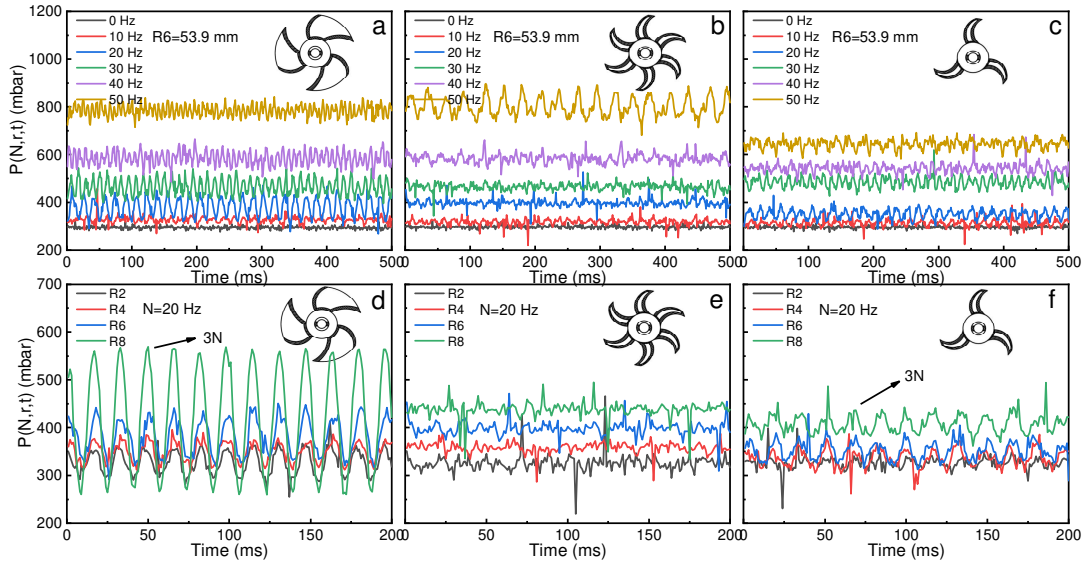 0 Hz
10 Hz
20 Hz
30 Hz
40 Hz
50 Hz
R6=53.9 mm
a
0 Hz
10 Hz
20 Hz
30 Hz
40 Hz
50 Hz
R6=53.9 mm
b
0 Hz
10 Hz
20 Hz
30 Hz
40 Hz
50 Hz
R6=53.9 mm
c
P(N,r,t) (mbar)
1200
1000
800
600
400
200
0 100 200 300 400 500
Time (ms)
0 100 200 300 400 500
Time (ms)
0 100 200 300 400 500
Time (ms)
R2
R4
R6
R8
N=20 Hz
3N
d
R2
R4
R6
R8
N=20 Hz
e
R2
R4
R6
R8
N=20 Hz
3N
f
P(N,r,t) (mbar)
700
600
500
400
300
200
0 50 100 150 200
Time (ms)
0 50 100 150 200
Time (ms)
0 50 100 150 200
Time (ms)